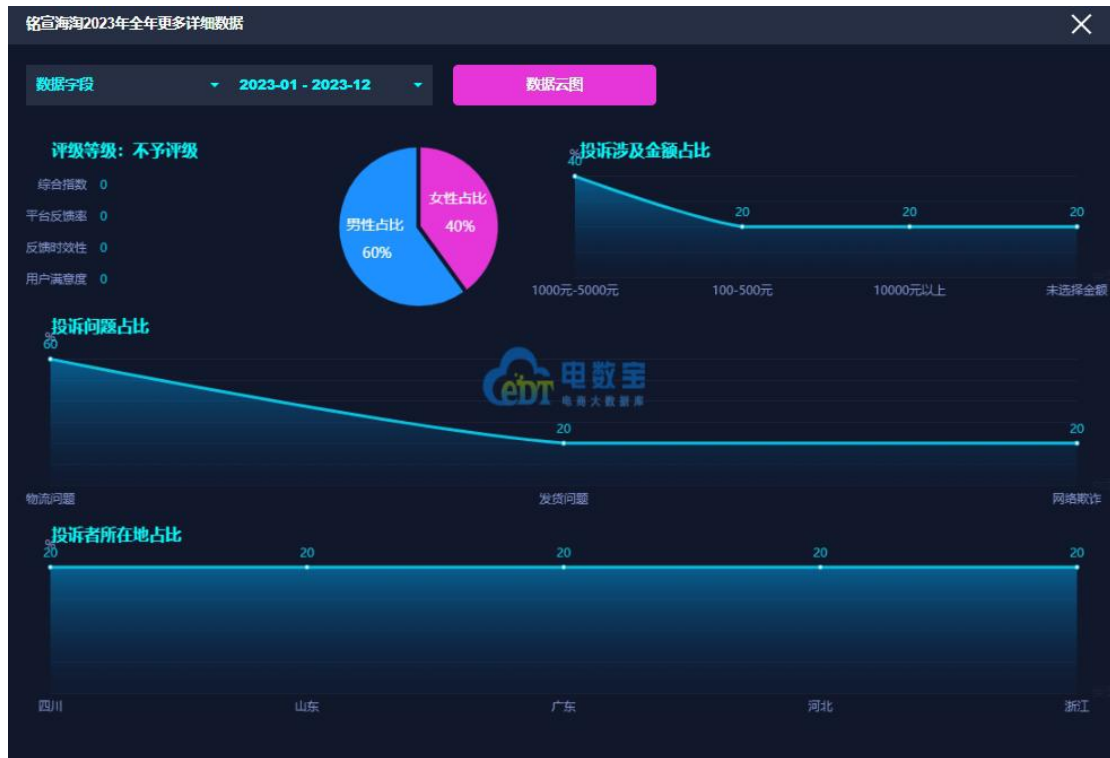 铭宣海淘2023年全年更多详细数据
数据字段
2023-01 - 2023-12
数据云图
评级等级：不予评级
综合指数 0
平台反馈率 0
反馈时效性 0
用户满意度 0
男性占比
60%
女性占比
40%
投诉涉及金额占比
%
40
20
20
20
1000元-5000元
100-500元
10000元以上
未选择金额
投诉问题占比
%
60
20
20
物流问题
发货问题
网络欺诈
eDT 电数宝
电商大数据库
投诉者所在地占比
%
20
20
20
20
20
四川
山东
广东
河北
浙江